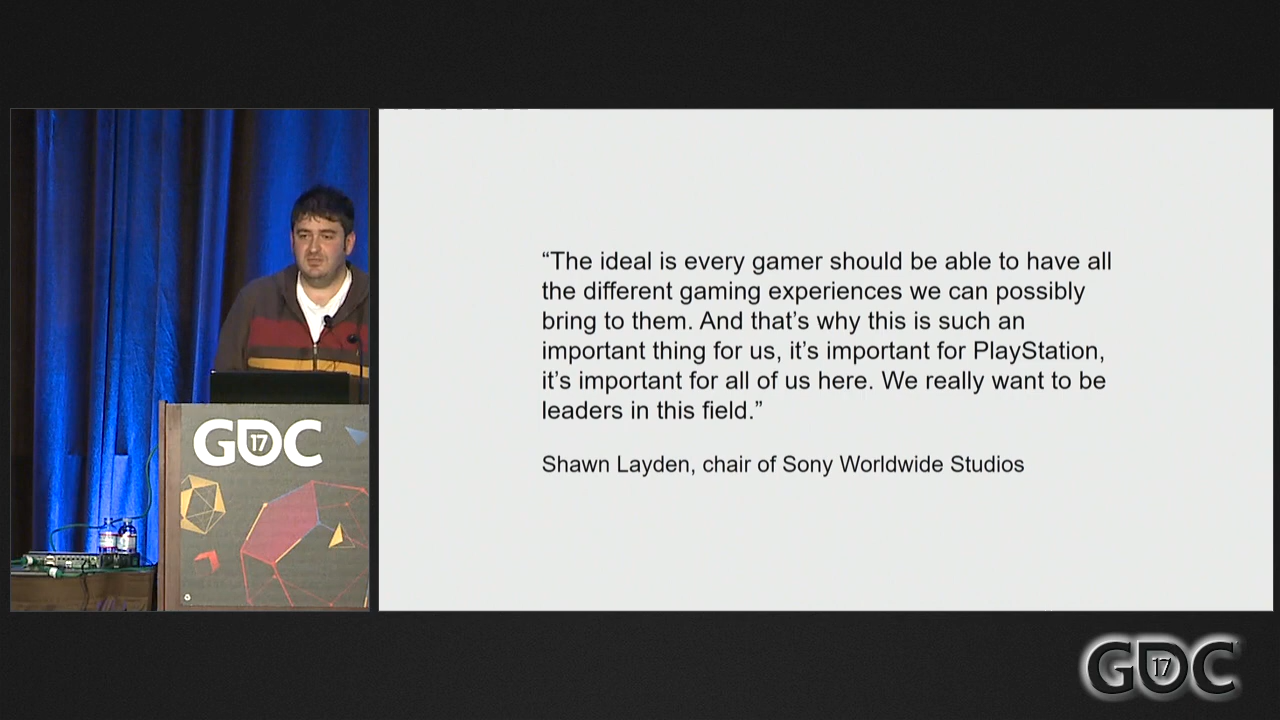 “The ideal is every gamer should be able to have all
the different gaming experiences we can possibly
bring to them. And that’s why this is such an
important thing for us, it’s important for PlayStation,
it’s important for all of us here. We really want to be
leaders in this field.”
Shawn Layden, chair of Sony Worldwide Studios
GDC
17
GDC
17